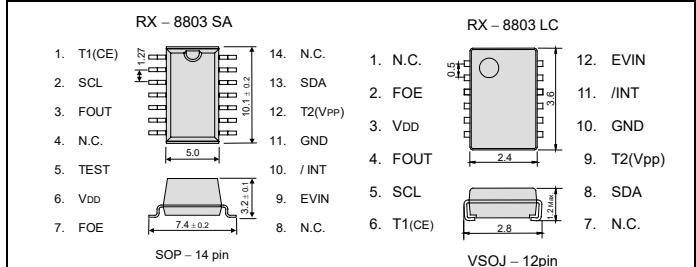 RX – 8803 SA
1. T1(CE)
2. SCL
3. FOUT
4. N.C.
5. TEST
6. VDD
7. FOE
1.27
10.1 ± 0.2
5.0
3.2 ± 0.1
7.4 ± 0.2
14. N.C.
13. SDA
12. T2(VPP)
11. GND
10. / INT
9. EVIN
8. N.C.
SOP – 14 pin
RX – 8803 LC
1. N.C.
2. FOE
3. VDD
4. FOUT
5. SCL
6. T1(CE)
0.5
3.6
2.4
1.2 Max
2.8
12. EVIN
11. /INT
10. GND
9. T2(Vpp)
8. SDA
7. N.C.
VSOJ – 12pin